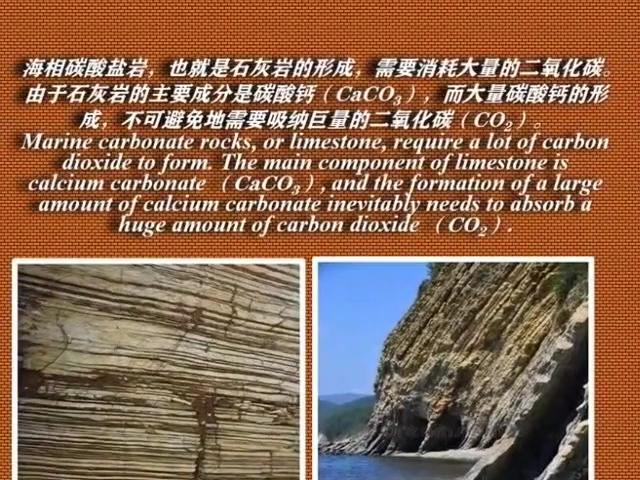 海相碳酸盐岩，也就是石灰岩的形成，需要消耗大量的二氧化碳。
由于石灰岩的主要成分是碳酸钙（CaCO₃），而大量碳酸钙的形
成，不可避免地需要吸纳巨量的二氧化碳（CO₂）。
Marine carbonate rocks, or limestone, require a lot of carbon
dioxide to form. The main component of limestone is
calcium carbonate （CaCO₃）, and the formation of a large
amount of calcium carbonate inevitably needs to absorb a
huge amount of carbon dioxide （CO₂）.